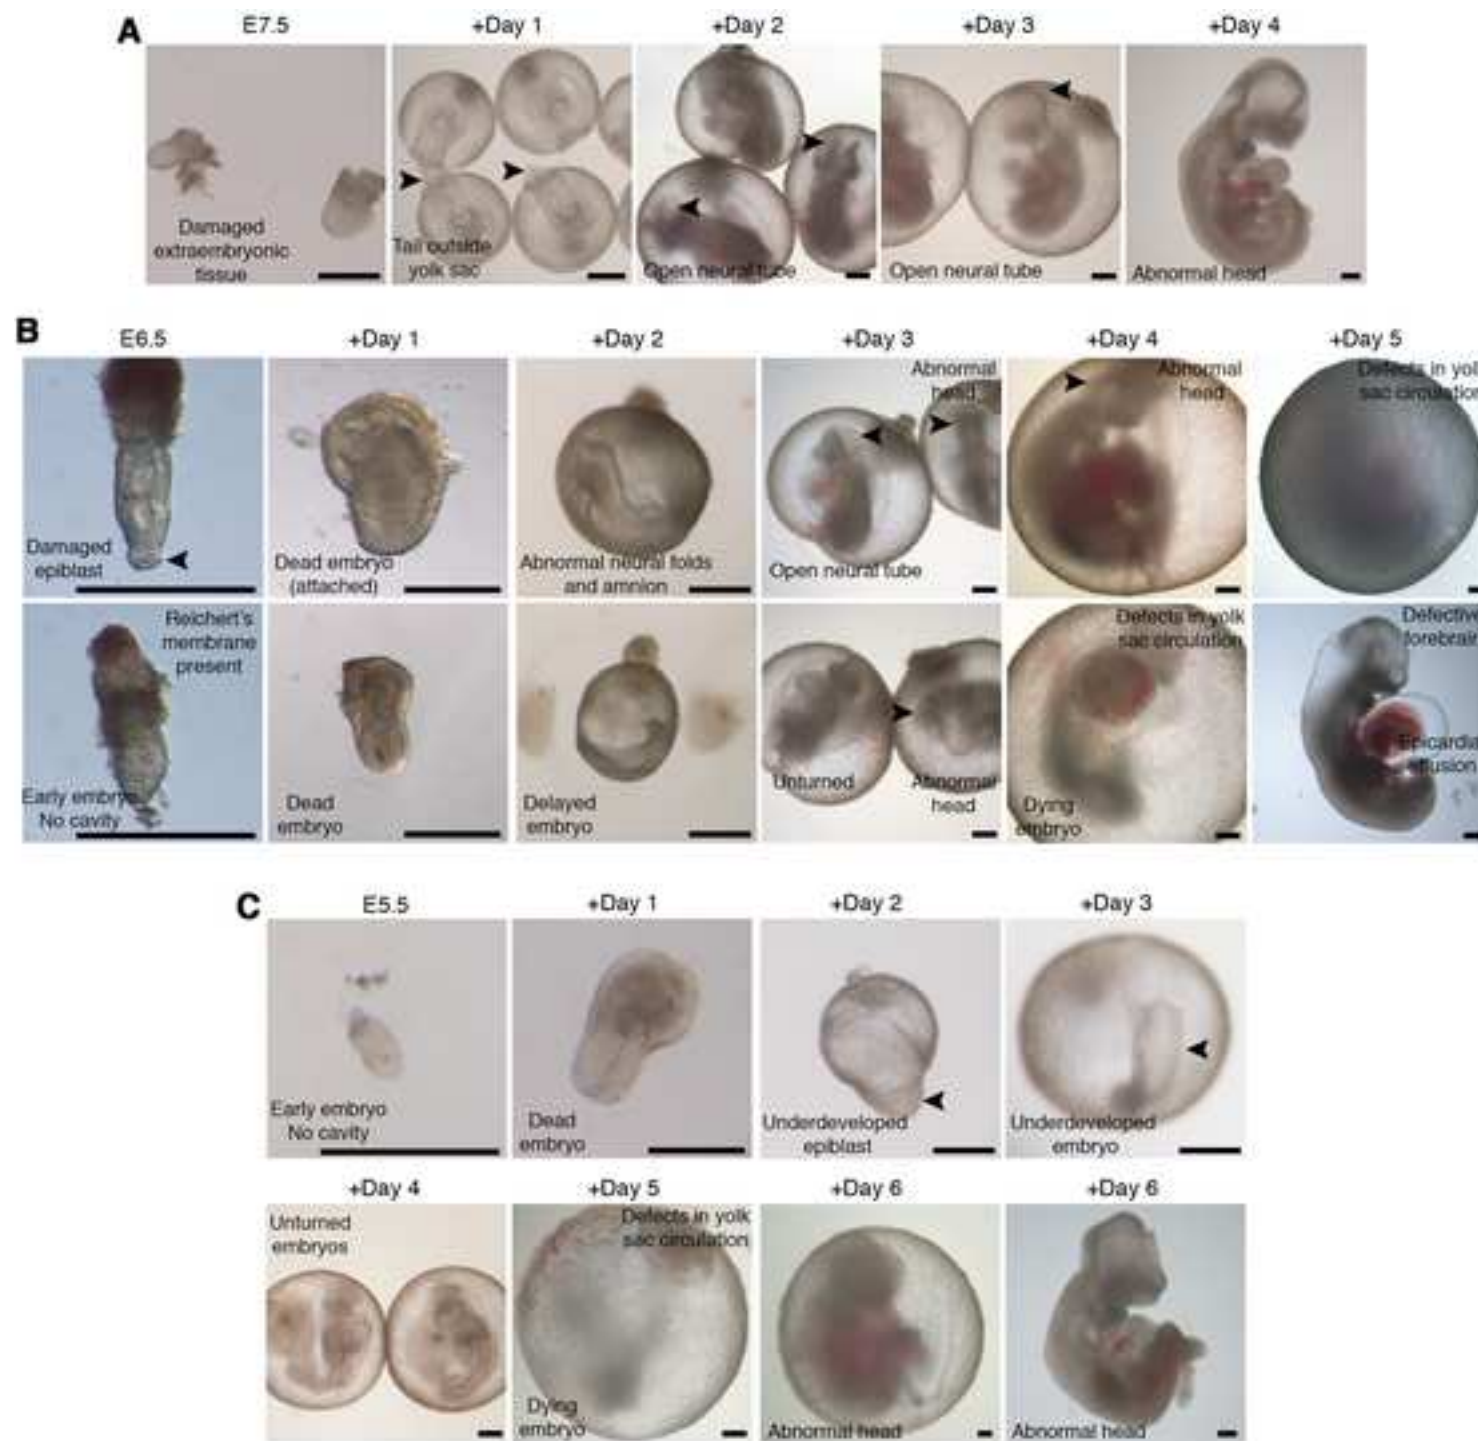 A
E7.5
+Day 1
+Day 2
+Day 3
+Day 4
Damaged
extraembryonic
tissue
Tail outside
yolk sac
Open neural tube
Open neural tube
Abnormal head
B
E6.5
+Day 1
+Day 2
+Day 3
+Day 4
+Day 5
Damaged
epiblast
Dead embryo
(attached)
Abnormal neural folds
and amnion
Abnormal
head
Open neural tube
Abnormal
head
Defects in yol
sac circulation
Reichert's
membrane
present
Early embryo
No cavity
Dead
embryo
Delayed
embryo
Unturned
Abnormal
head
Defects in yolk
sac circulation
Dying
embryo
Defective
forebrain
Epicardia
effusion
C
E5.5
+Day 1
+Day 2
+Day 3
Early embryo
No cavity
Dead
embryo
Underdeveloped
epiblast
Underdeveloped
embryo
+Day 4
+Day 5
+Day 6
+Day 6
Unturned
embryos
Defects in yolk
sac circulation
Dying
embryo
Abnormal head
Abnormal head